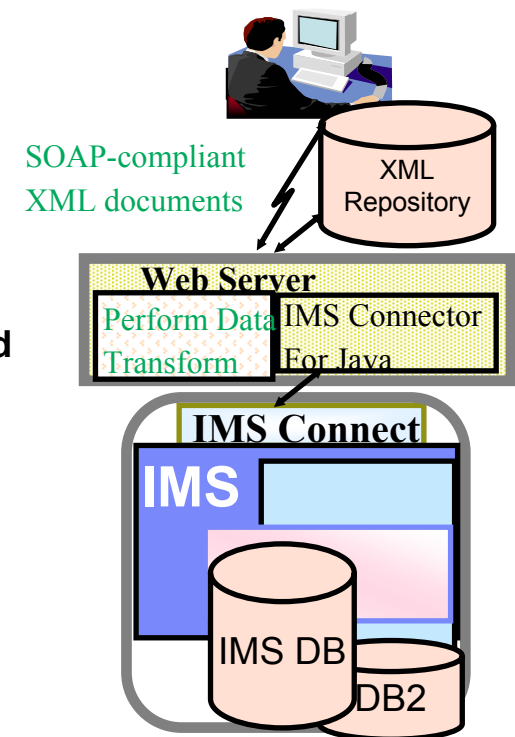 SOAP-compliant
XML documents
XML
Repository
Web Server
Perform Data
Transform
IMS Connector
For Java
d
IMS Connect
IMS
IMS DB
DB2